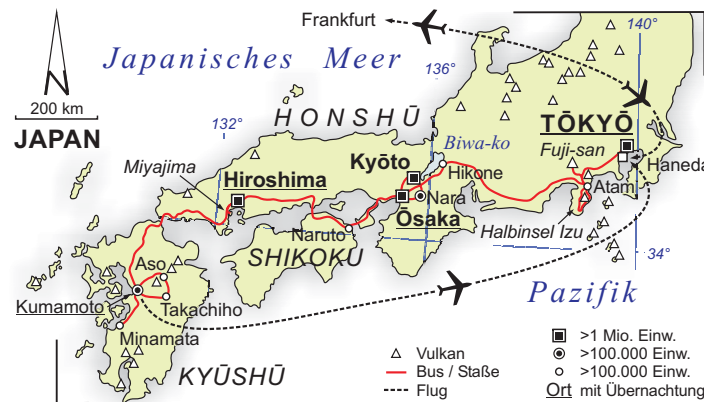 Frankfurt
140°
Japanisches Meer
136°
200 km
JAPAN
132°
HONSHŪ
TŌKYŌ
Biwa-ko
Fuji-san
Miyajima
Kyōto
Haneda
Hiroshima
Hikone
Atami
Nara
Ōsaka
Naruto
Halbinsel Izu
SHIKOKU
34°
Aso
Kumamoto
Takachiho
Pazifik
Minamata
KYŪSHŪ
Vulkan
Bus / Staße
Flug
>1 Mio. Einw.
>100.000 Einw.
>100.000 Einw.
Ort mit Übernachtung